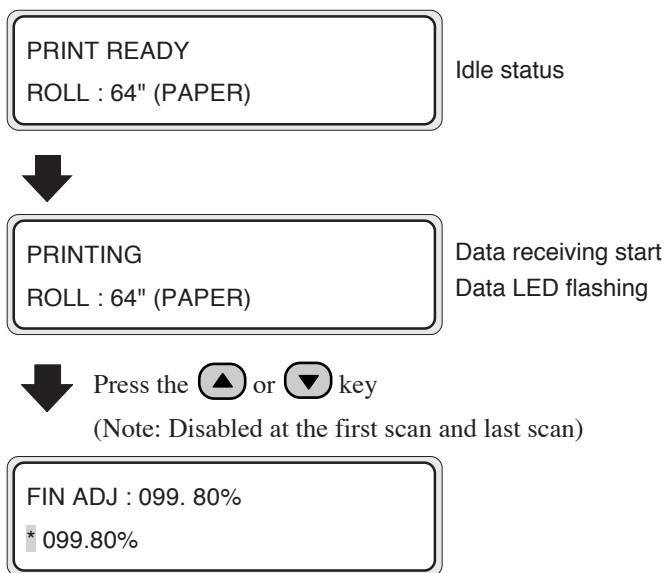 PRINT READY
ROLL : 64" (PAPER)
Idle status
PRINTING
ROLL : 64" (PAPER)
Data receiving start
Data LED flashing
Press the ▲ or ▼ key
(Note: Disabled at the first scan and last scan)
FIN ADJ : 099. 80%
* 099.80%